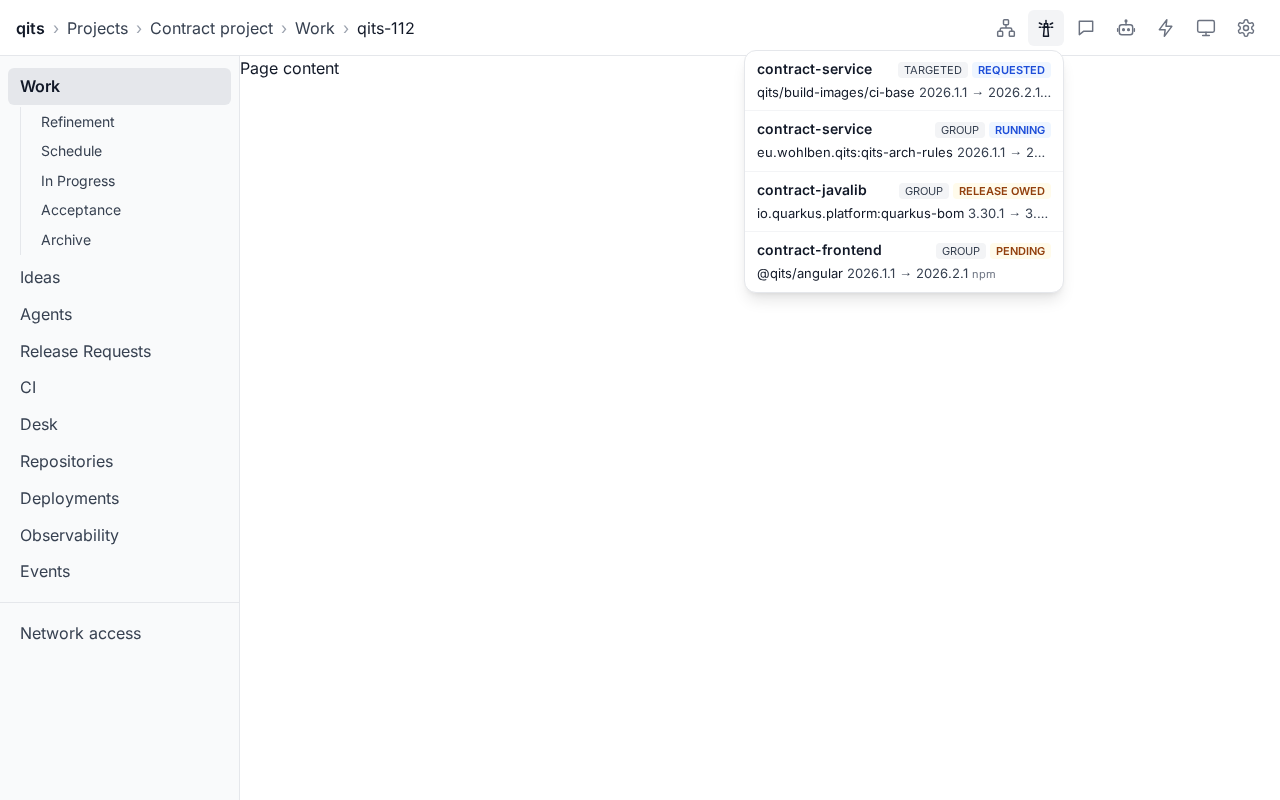 qits › Projects › Contract project › Work › qits-112
Work
Refinement
Schedule
In Progress
Acceptance
Archive
Ideas
Agents
Release Requests
CI
Desk
Repositories
Deployments
Observability
Events
Network access
Page content
contract-service TARGETED REQUESTED
qits/build-images/ci-base 2026.1.1 → 2026.2.1…
contract-service GROUP RUNNING
eu.wohlben.qits:qits-arch-rules 2026.1.1 → 2…
contract-javalib GROUP RELEASE OWED
io.quarkus.platform:quarkus-bom 3.30.1 → 3.…
contract-frontend GROUP PENDING
@qits/angular 2026.1.1 → 2026.2.1 npm